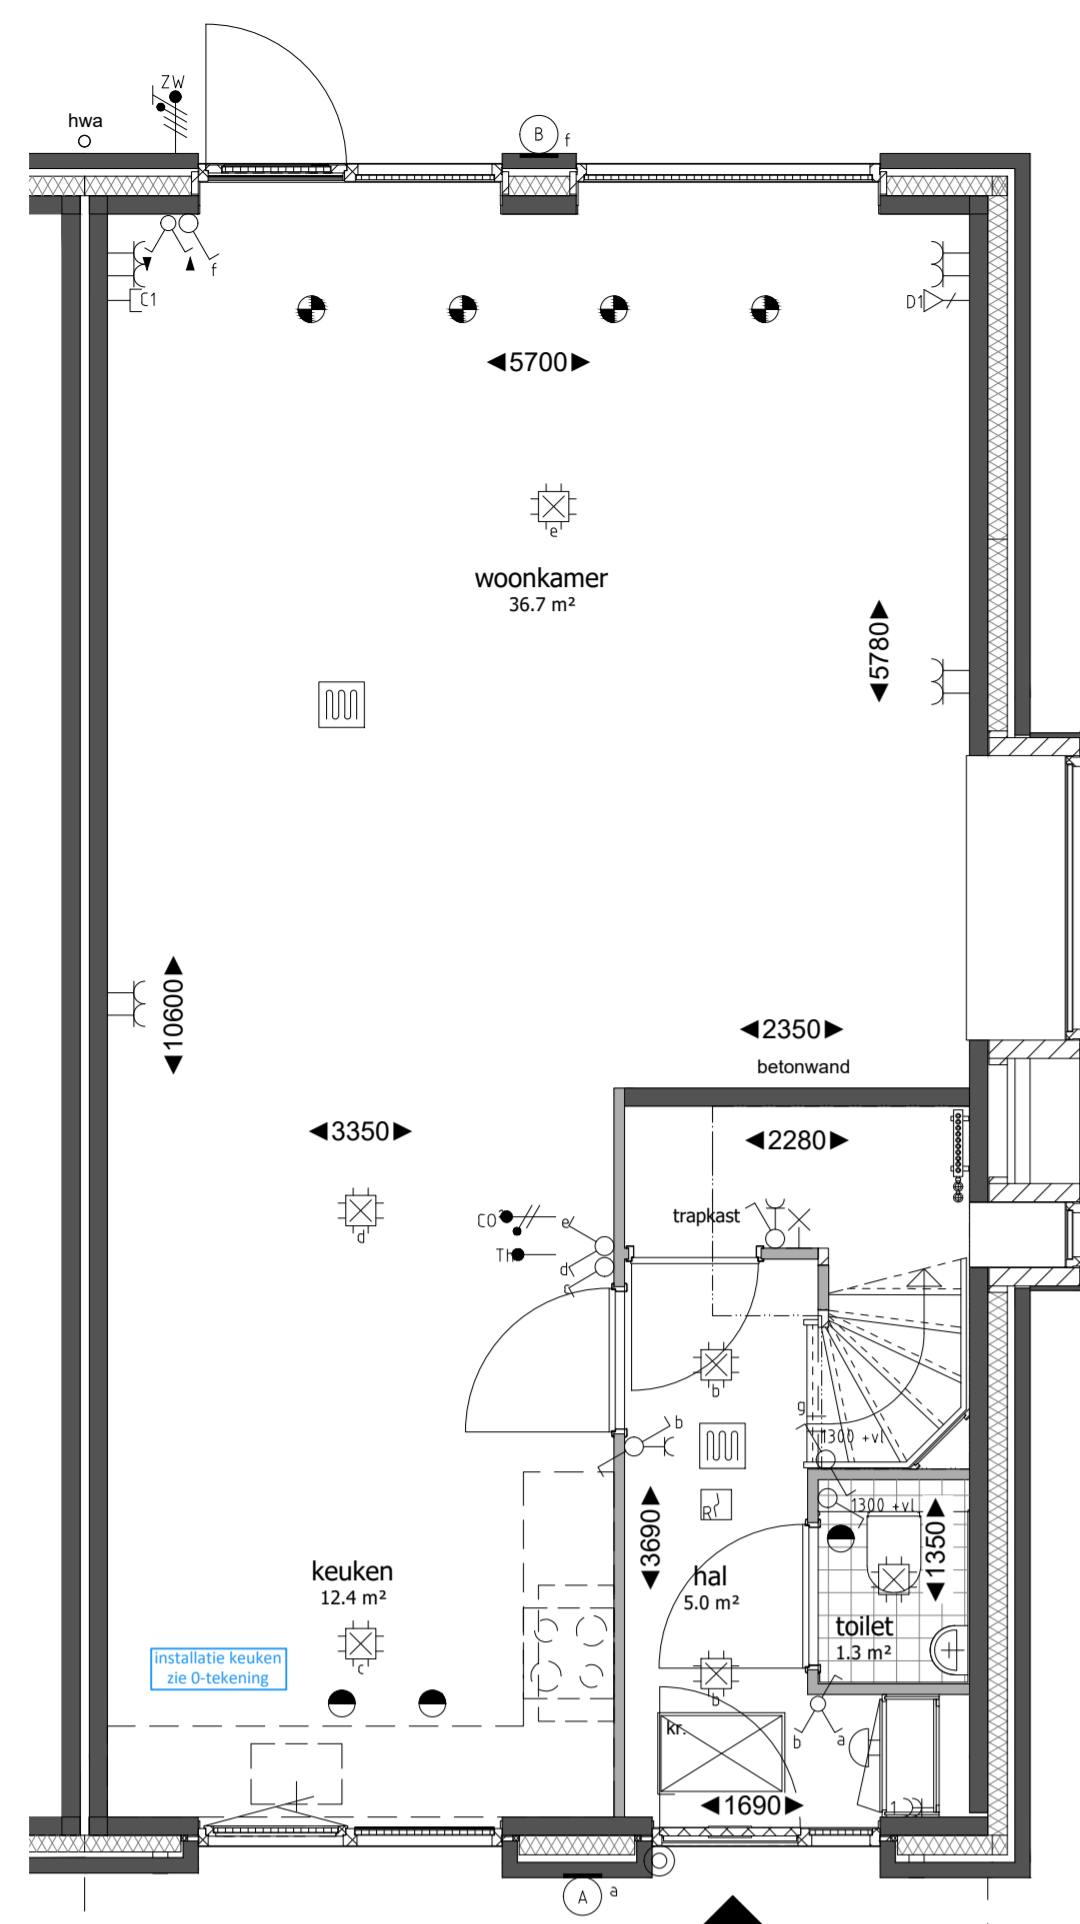 ZW
hwa
B f
f
C1
D1
5700
e
woonkamer
36.7 m²
5780
10600
2350
betonwand
3350
2280
trapkast
d
CO²
e
Th
d
c
b
g
b
1300 +vl
R
1300 +vl
3690
1350
keuken
12.4 m²
hal
5.0 m²
toilet
1.3 m²
installatie keuken
zie 0-tekening
c
b
kr.
b
a
1690
1
A a